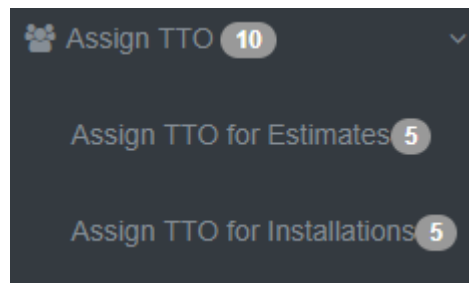 Assign TTO 10
Assign TTO for Estimates 5
Assign TTO for Installations 5